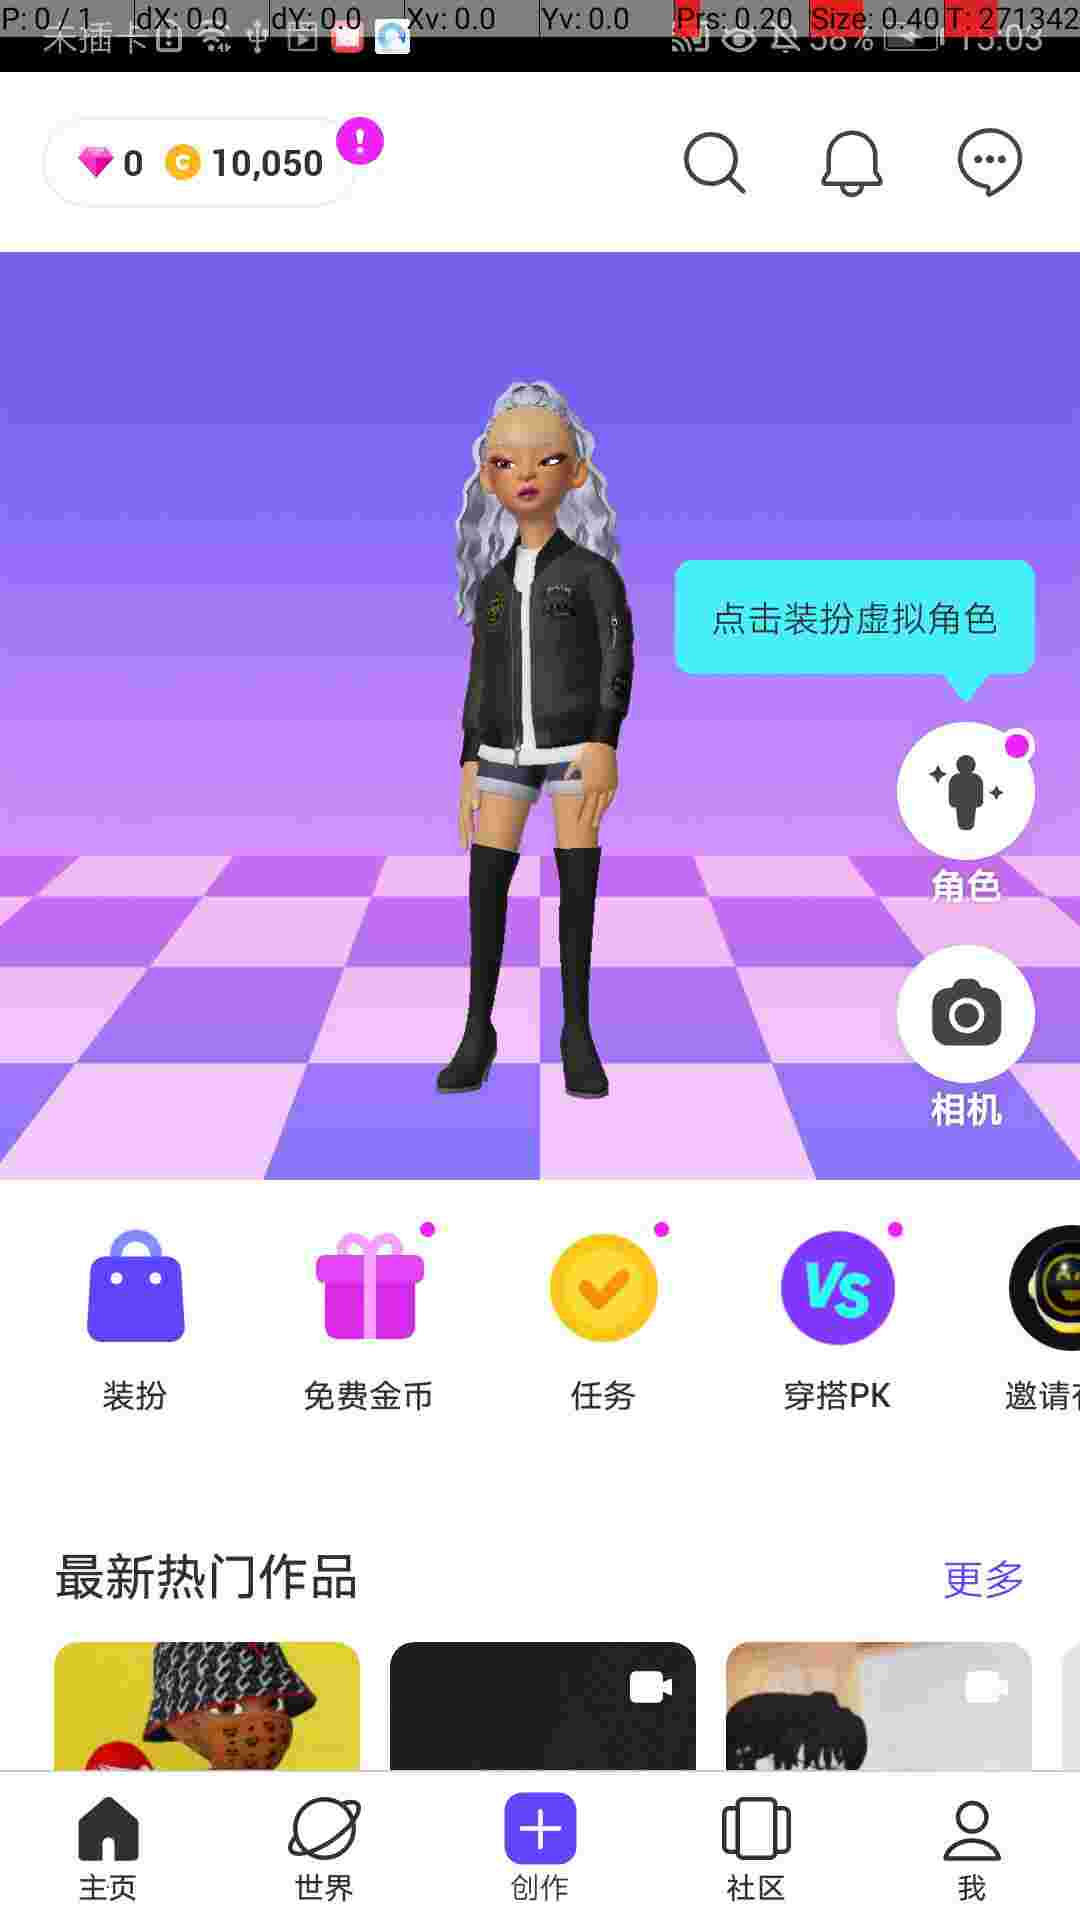 P: 0 / 1 dX: 0.0 dY: 0.0 Xv: 0.0 Yv: 0.0 Prs: 0.20 Size: 0.40 T: 271342
未插卡 58% 15:03
0 10,050
点击装扮虚拟角色
角色
相机
装扮 免费金币 任务 穿搭PK 邀请
最新热门作品 更多
主页 世界 创作 社区 我